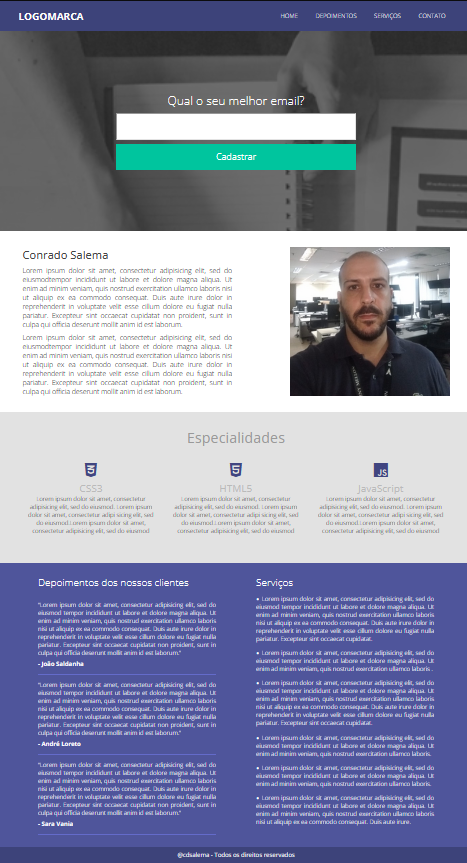 LOGOMARCA
HOME DEPOIMENTOS SERVIÇOS CONTATO
Qual o seu melhor email?
Cadastrar
Conrado Salema
Lorem ipsum dolor sit amet, consectetur adipisicing elit, sed do
eiusmodtempor incididunt ut labore et dolore magna aliqua. Ut
enim ad minim veniam, quis nostrud exercitation ullamco laboris nisi
ut aliquip ex ea commodo consequat. Duis aute irure dolor in
reprehenderit in voluptate velit esse cillum dolore eu fugiat nulla
pariatur. Excepteur sint occaecat cupidatat non proident, sunt in
culpa qui officia deserunt mollit anim id est laborum.
Lorem ipsum dolor sit amet, consectetur adipisicing elit, sed do
eiusmodtempor incididunt ut labore et dolore magna aliqua. Ut
enim ad minim veniam, quis nostrud exercitation ullamco laboris nisi
ut aliquip ex ea commodo consequat. Duis aute irure dolor in
reprehenderit in voluptate velit esse cillum dolore eu fugiat nulla
pariatur. Excepteur sint occaecat cupidatat non proident, sunt in
culpa qui officia deserunt mollit anim id est laborum.
Especialidades
CSS3
Lorem ipsum dolor sit amet, consectetur
adipisicing elit, sed do eiusmod. Lorem ipsum
dolor sit amet, consectetur adipi sicing elit, sed
do eiusmod.Lorem ipsum dolor sit amet,
consectetur adipisicing elit, sed do eiusmod.
HTML5
Lorem ipsum dolor sit amet, consectetur
adipisicing elit, sed do eiusmod. Lorem ipsum
dolor sit amet, consectetur adipi sicing elit, sed
do eiusmod.Lorem ipsum dolor sit amet,
consectetur adipisicing elit, sed do eiusmod.
JS
JavaScript
Lorem ipsum dolor sit amet, consectetur
adipisicing elit, sed do eiusmod. Lorem ipsum
dolor sit amet, consectetur adipi sicing elit, sed
do eiusmod.Lorem ipsum dolor sit amet,
consectetur adipisicing elit, sed do eiusmod.
Depoimentos dos nossos clientes
"Lorem ipsum dolor sit amet, consectetur adipisicing elit, sed do
eiusmod tempor incididunt ut labore et dolore magna aliqua. Ut
enim ad minim veniam, quis nostrud exercitation ullamco laboris
nisi ut aliquip ex ea commodo consequat. Duis aute irure dolor in
reprehenderit in voluptate velit esse cillum dolore eu fugiat nulla
pariatur. Excepteur sint occaecat cupidatat non proident, sunt in
culpa qui officia deserunt mollit anim id est laborum."
- João Saldanha
"Lorem ipsum dolor sit amet, consectetur adipisicing elit, sed do
eiusmod tempor incididunt ut labore et dolore magna aliqua. Ut
enim ad minim veniam, quis nostrud exercitation ullamco laboris
nisi ut aliquip ex ea commodo consequat. Duis aute irure dolor in
reprehenderit in voluptate velit esse cillum dolore eu fugiat nulla
pariatur. Excepteur sint occaecat cupidatat non proident, sunt in
culpa qui officia deserunt mollit anim id est laborum."
- André Loreto
"Lorem ipsum dolor sit amet, consectetur adipisicing elit, sed do
eiusmod tempor incididunt ut labore et dolore magna aliqua. Ut
enim ad minim veniam, quis nostrud exercitation ullamco laboris
nisi ut aliquip ex ea commodo consequat. Duis aute irure dolor in
reprehenderit in voluptate velit esse cillum dolore eu fugiat nulla
pariatur. Excepteur sint occaecat cupidatat non proident, sunt in
culpa qui officia deserunt mollit anim id est laborum."
- Sara Vania
Serviços
• Lorem ipsum dolor sit amet, consectetur adipisicing elit, sed do
eiusmod tempor incididunt ut labore et dolore magna aliqua. Ut
enim ad minim veniam, quis nostrud exercitation ullamco laboris
nisi ut aliquip ex ea commodo consequat. Duis aute irure dolor in
reprehenderit in voluptate velit esse cillum dolore eu fugiat nulla
pariatur. Excepteur sint occaecat cupidatat.
• Lorem ipsum dolor sit amet, consectetur adipisicing elit, sed do
eiusmod tempor incididunt ut labore et dolore magna aliqua. Ut
enim ad minim veniam, quis nostrud exercitation ullamco laboris .
• Lorem ipsum dolor sit amet, consectetur adipisicing elit, sed do
eiusmod tempor incididunt ut labore et dolore magna aliqua. Ut
enim ad minim veniam, quis nostrud exercitation ullamco laboris
nisi ut aliquip ex ea commodo consequat. Duis aute irure dolor in
reprehenderit in voluptate velit esse cillum dolore eu fugiat nulla
pariatur. Excepteur sint occaecat cupidatat.
• Lorem ipsum dolor sit amet, consectetur adipisicing elit, sed do
eiusmod tempor incididunt ut labore et dolore magna aliqua. Ut
enim ad minim veniam, quis nostrud exercitation ullamco laboris.
• Lorem ipsum dolor sit amet, consectetur adipisicing elit, sed do
eiusmod tempor incididunt ut labore et dolore magna aliqua. Ut
enim ad minim veniam, quis nostrud exercitation ullamco laboris.
• Lorem ipsum dolor sit amet, consectetur adipisicing elit, sed do
eiusmod tempor incididunt ut labore et dolore magna aliqua. Ut
enim ad minim veniam, quis nostrud exercitation ullamco laboris
nisi ut aliquip ex ea commodo consequat. Duis aute irure.
@cdsalema - Todos os direitos reservados